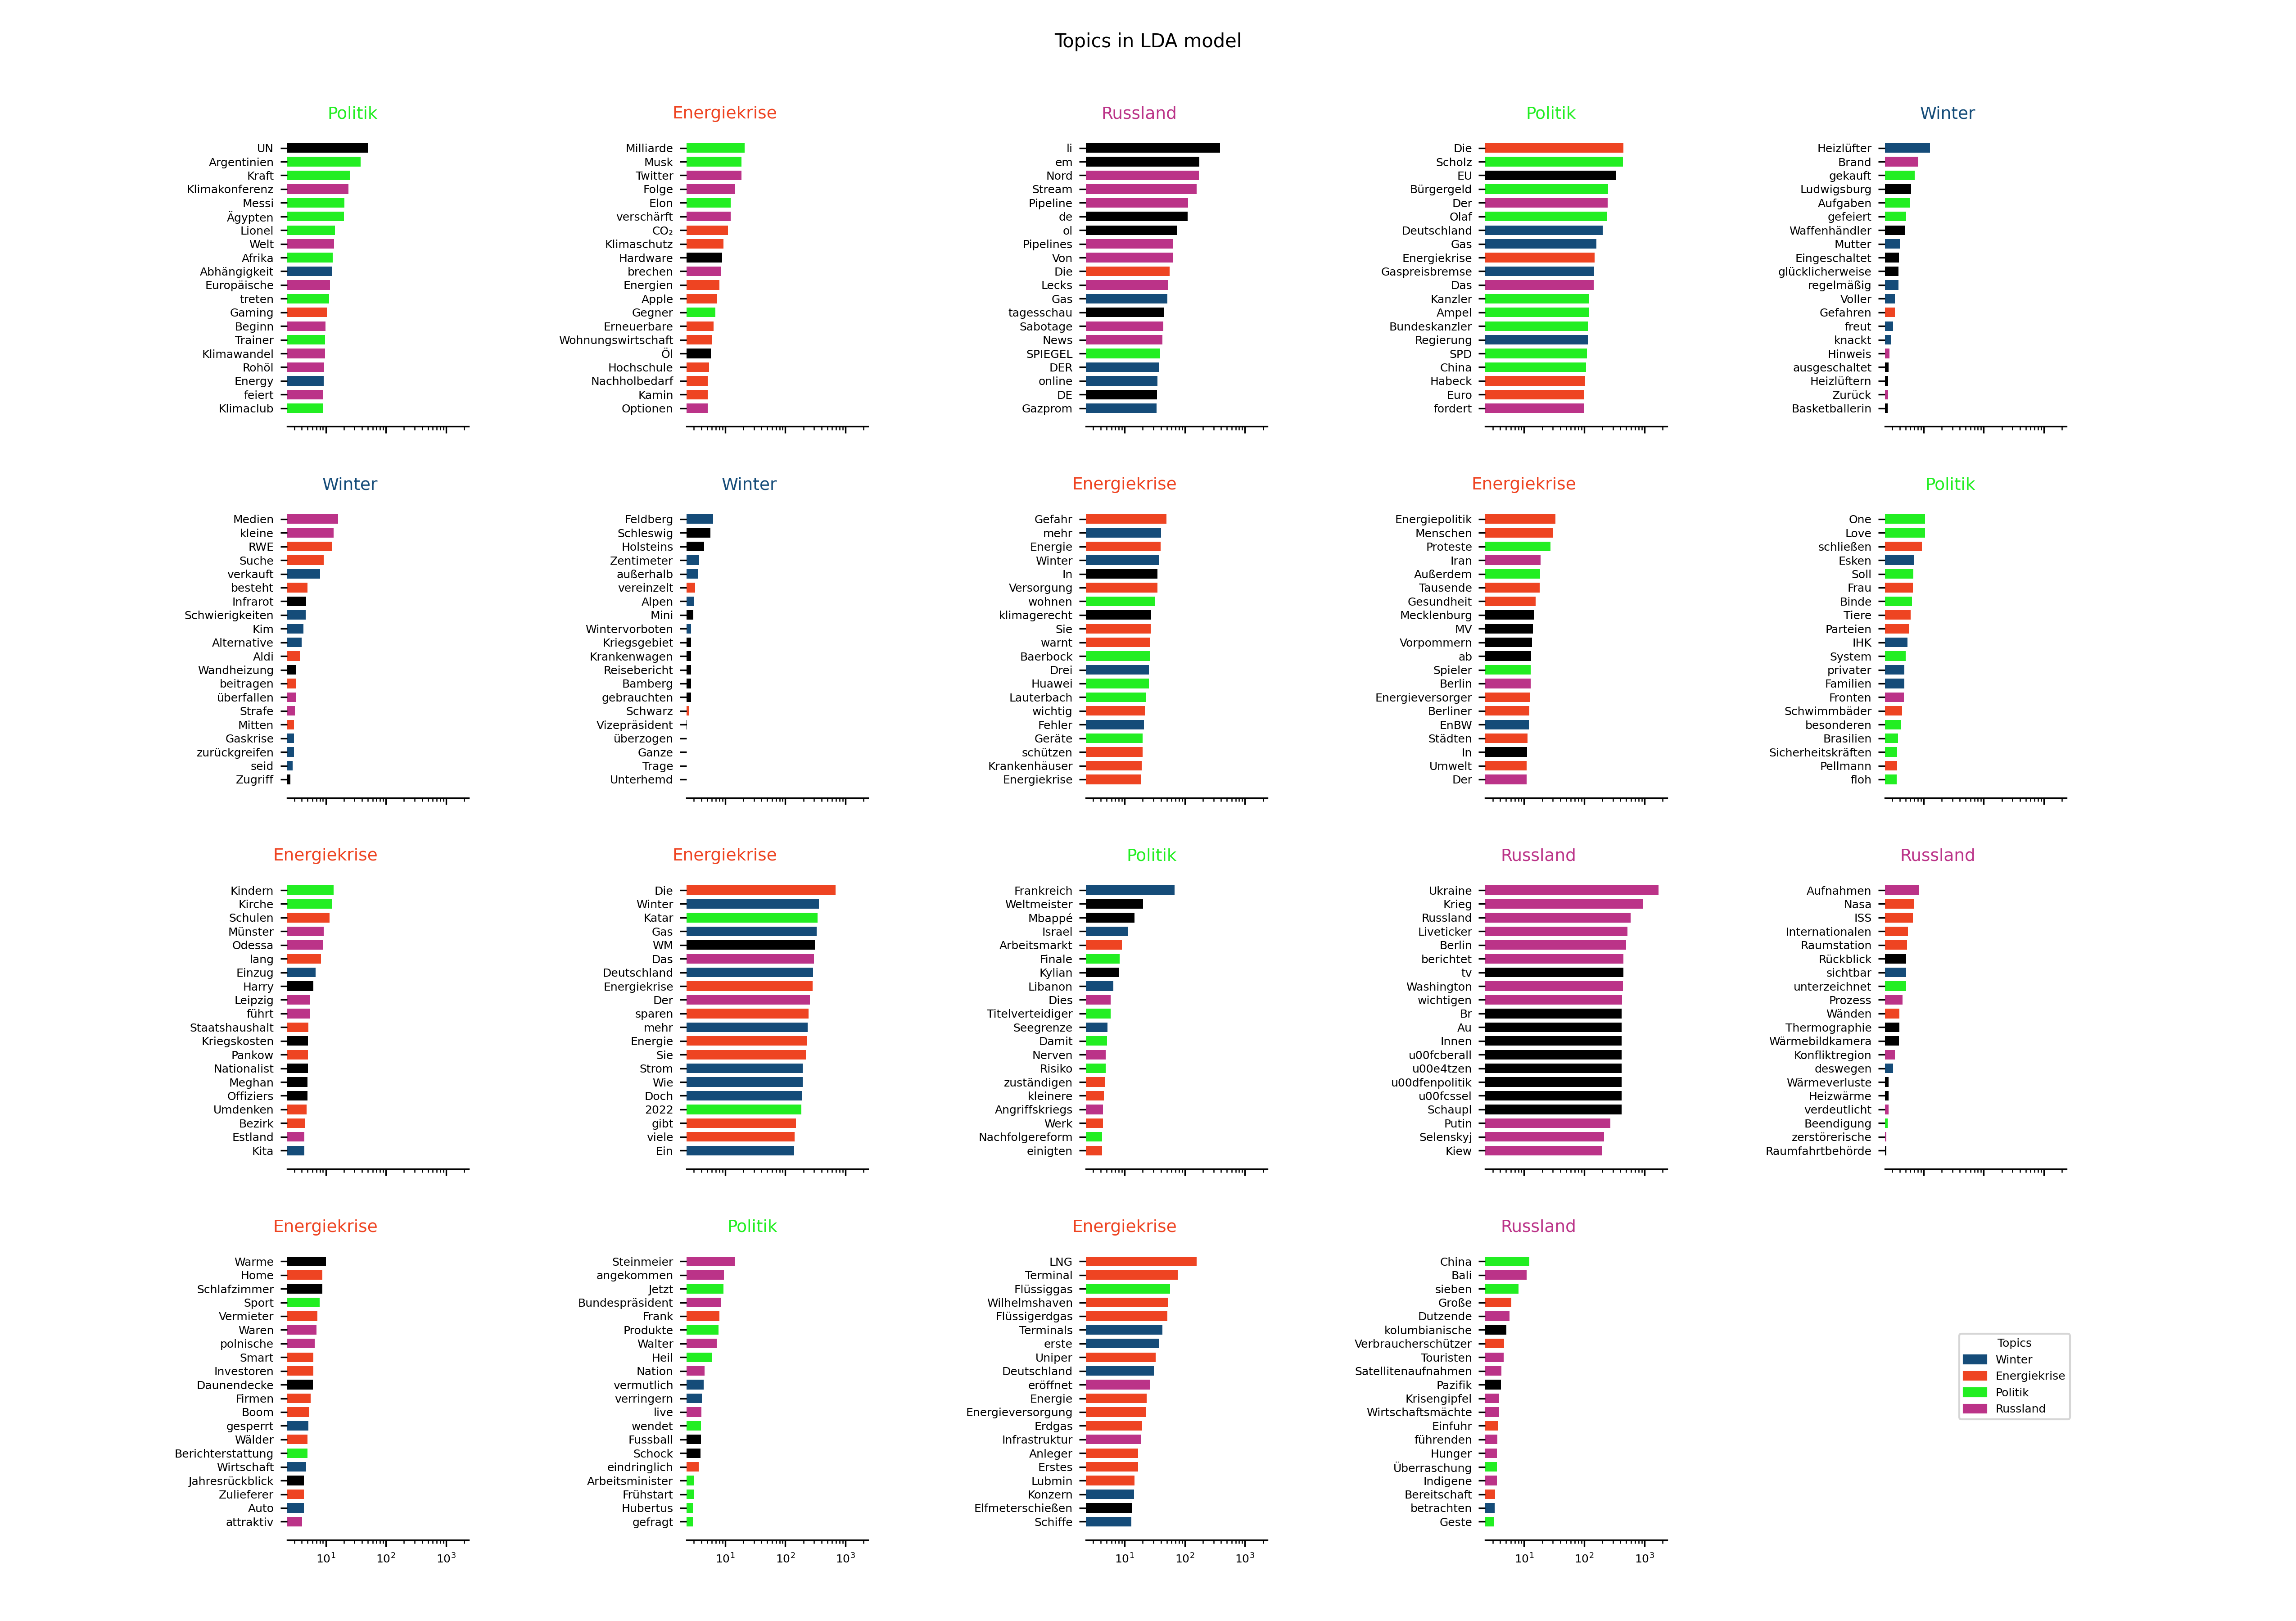 Topics in LDA model
Politik
UN
Argentinien
Kraft
Klimakonferenz
Messi
Ägypten
Lionel
Welt
Afrika
Abhängigkeit
Europäische
treten
Gaming
Beginn
Trainer
Klimawandel
Rohöl
Energy
feiert
Klimaclub
Energiekrise
Milliarde
Musk
Twitter
Folge
Elon
verschärft
CO₂
Klimaschutz
Hardware
brechen
Energien
Apple
Gegner
Erneuerbare
Wohnungswirtschaft
Öl
Hochschule
Nachholbedarf
Kamin
Optionen
Russland
li
em
Nord
Stream
Pipeline
de
ol
Pipelines
Von
Die
Lecks
Gas
tagesschau
Sabotage
News
SPIEGEL
DER
online
DE
Gazprom
Politik
Die
Scholz
EU
Bürgergeld
Der
Olaf
Deutschland
Gas
Energiekrise
Gaspreisbremse
Das
Kanzler
Ampel
Bundeskanzler
Regierung
SPD
China
Habeck
Euro
fordert
Winter
Heizlüfter
Brand
gekauft
Ludwigsburg
Aufgaben
gefeiert
Waffenhändler
Mutter
Eingeschaltet
glücklicherweise
regelmäßig
Voller
Gefahren
freut
knackt
Hinweis
ausgeschaltet
Heizlüftern
Zurück
Basketballerin
Winter
Medien
kleine
RWE
Suche
verkauft
besteht
Infrarot
Schwierigkeiten
Kim
Alternative
Aldi
Wandheizung
beitragen
überfallen
Strafe
Mitten
Gaskrise
zurückgreifen
seid
Zugriff
Winter
Feldberg
Schleswig
Holsteins
Zentimeter
außerhalb
vereinzelt
Alpen
Mini
Wintervorboten
Kriegsgebiet
Krankenwagen
Reisebericht
Bamberg
gebrauchten
Schwarz
Vizepräsident
überzogen
Ganze
Trage
Unterhemd
Energiekrise
Gefahr
mehr
Energie
Winter
In
Versorgung
wohnen
klimagerecht
Sie
warnt
Baerbock
Drei
Huawei
Lauterbach
wichtig
Fehler
Geräte
schützen
Krankenhäuser
Energiekrise
Energiekrise
Energiepolitik
Menschen
Proteste
Iran
Außerdem
Tausende
Gesundheit
Mecklenburg
MV
Vorpommern
ab
Spieler
Berlin
Energieversorger
Berliner
EnBW
Städten
In
Umwelt
Der
Politik
One
Love
schließen
Esken
Soll
Frau
Binde
Tiere
Parteien
IHK
System
privater
Familien
Fronten
Schwimmbäder
besonderen
Brasilien
Sicherheitskräften
Pellmann
floh
Energiekrise
Kindern
Kirche
Schulen
Münster
Odessa
lang
Einzug
Harry
Leipzig
führt
Staatshaushalt
Kriegskosten
Pankow
Nationalist
Meghan
Offiziers
Umdenken
Bezirk
Estland
Kita
Energiekrise
Die
Winter
Katar
Gas
WM
Das
Deutschland
Energiekrise
Der
sparen
mehr
Energie
Sie
Strom
Wie
Doch
2022
gibt
viele
Ein
Politik
Frankreich
Weltmeister
Mbappé
Israel
Arbeitsmarkt
Finale
Kylian
Libanon
Dies
Titelverteidiger
Seegrenze
Damit
Nerven
Risiko
zuständigen
kleinere
Angriffskriegs
Werk
Nachfolgereform
einigten
Russland
Ukraine
Krieg
Russland
Liveticker
Berlin
berichtet
tv
Washington
wichtigen
Br
Au
Innen
u00fcberall
u00e4tzen
u00dfenpolitik
u00fcssel
Schaupl
Putin
Selenskyj
Kiew
Russland
Aufnahmen
Nasa
ISS
Internationalen
Raumstation
Rückblick
sichtbar
unterzeichnet
Prozess
Wänden
Thermographie
Wärmebildkamera
Konfliktregion
deswegen
Wärmeverluste
Heizwärme
verdeutlicht
Beendigung
zerstörerische
Raumfahrtbehörde
Energiekrise
Warme
Home
Schlafzimmer
Sport
Vermieter
Waren
polnische
Smart
Investoren
Daunendecke
Firmen
Boom
gesperrt
Wälder
Berichterstattung
Wirtschaft
Jahresrückblick
Zulieferer
Auto
attraktiv
10¹ 10² 10³
Politik
Steinmeier
angekommen
Jetzt
Bundespräsident
Frank
Produkte
Walter
Heil
Nation
vermutlich
verringern
live
wendet
Fussball
Schock
eindringlich
Arbeitsminister
Frühstart
Hubertus
gefragt
10¹ 10² 10³
Energiekrise
LNG
Terminal
Flüssiggas
Wilhelmshaven
Flüssigerdgas
Terminals
erste
Uniper
Deutschland
eröffnet
Energie
Energieversorgung
Erdgas
Infrastruktur
Anleger
Erstes
Lubmin
Konzern
Elfmeterschießen
Schiffe
10¹ 10² 10³
Russland
China
Bali
sieben
Große
Dutzende
kolumbianische
Verbraucherschützer
Touristen
Satellitenaufnahmen
Pazifik
Krisengipfel
Wirtschaftsmächte
Einfuhr
führenden
Hunger
Überraschung
Indigene
Bereitschaft
betrachten
Geste
10¹ 10² 10³
Topics
Winter
Energiekrise
Politik
Russland